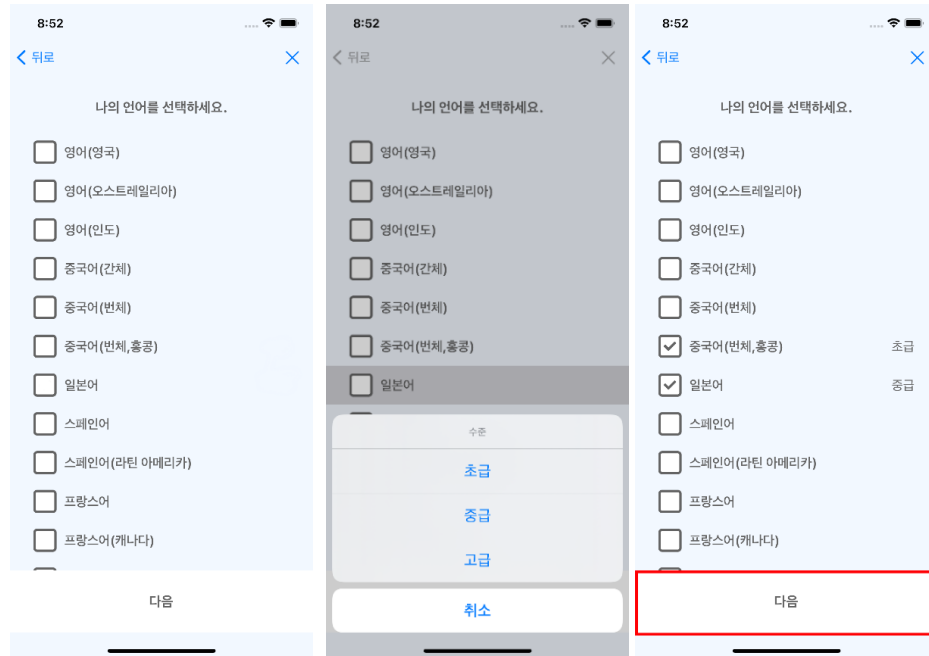 8:52
뒤로
나의 언어를 선택하세요.
영어(영국)
영어(오스트레일리아)
영어(인도)
중국어(간체)
중국어(번체)
중국어(번체,홍콩)
일본어
스페인어
스페인어(라틴 아메리카)
프랑스어
프랑스어(캐나다)
다음
8:52
뒤로
나의 언어를 선택하세요.
영어(영국)
영어(오스트레일리아)
영어(인도)
중국어(간체)
중국어(번체)
중국어(번체,홍콩)
일본어
수준
초급
중급
고급
취소
8:52
뒤로
나의 언어를 선택하세요.
영어(영국)
영어(오스트레일리아)
영어(인도)
중국어(간체)
중국어(번체)
중국어(번체,홍콩) 초급
일본어 중급
스페인어
스페인어(라틴 아메리카)
프랑스어
프랑스어(캐나다)
다음